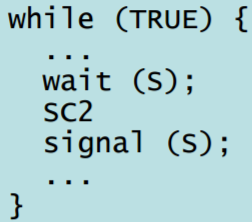 while (TRUE) {
...
wait (S);
SC2
signal (S);
...
}